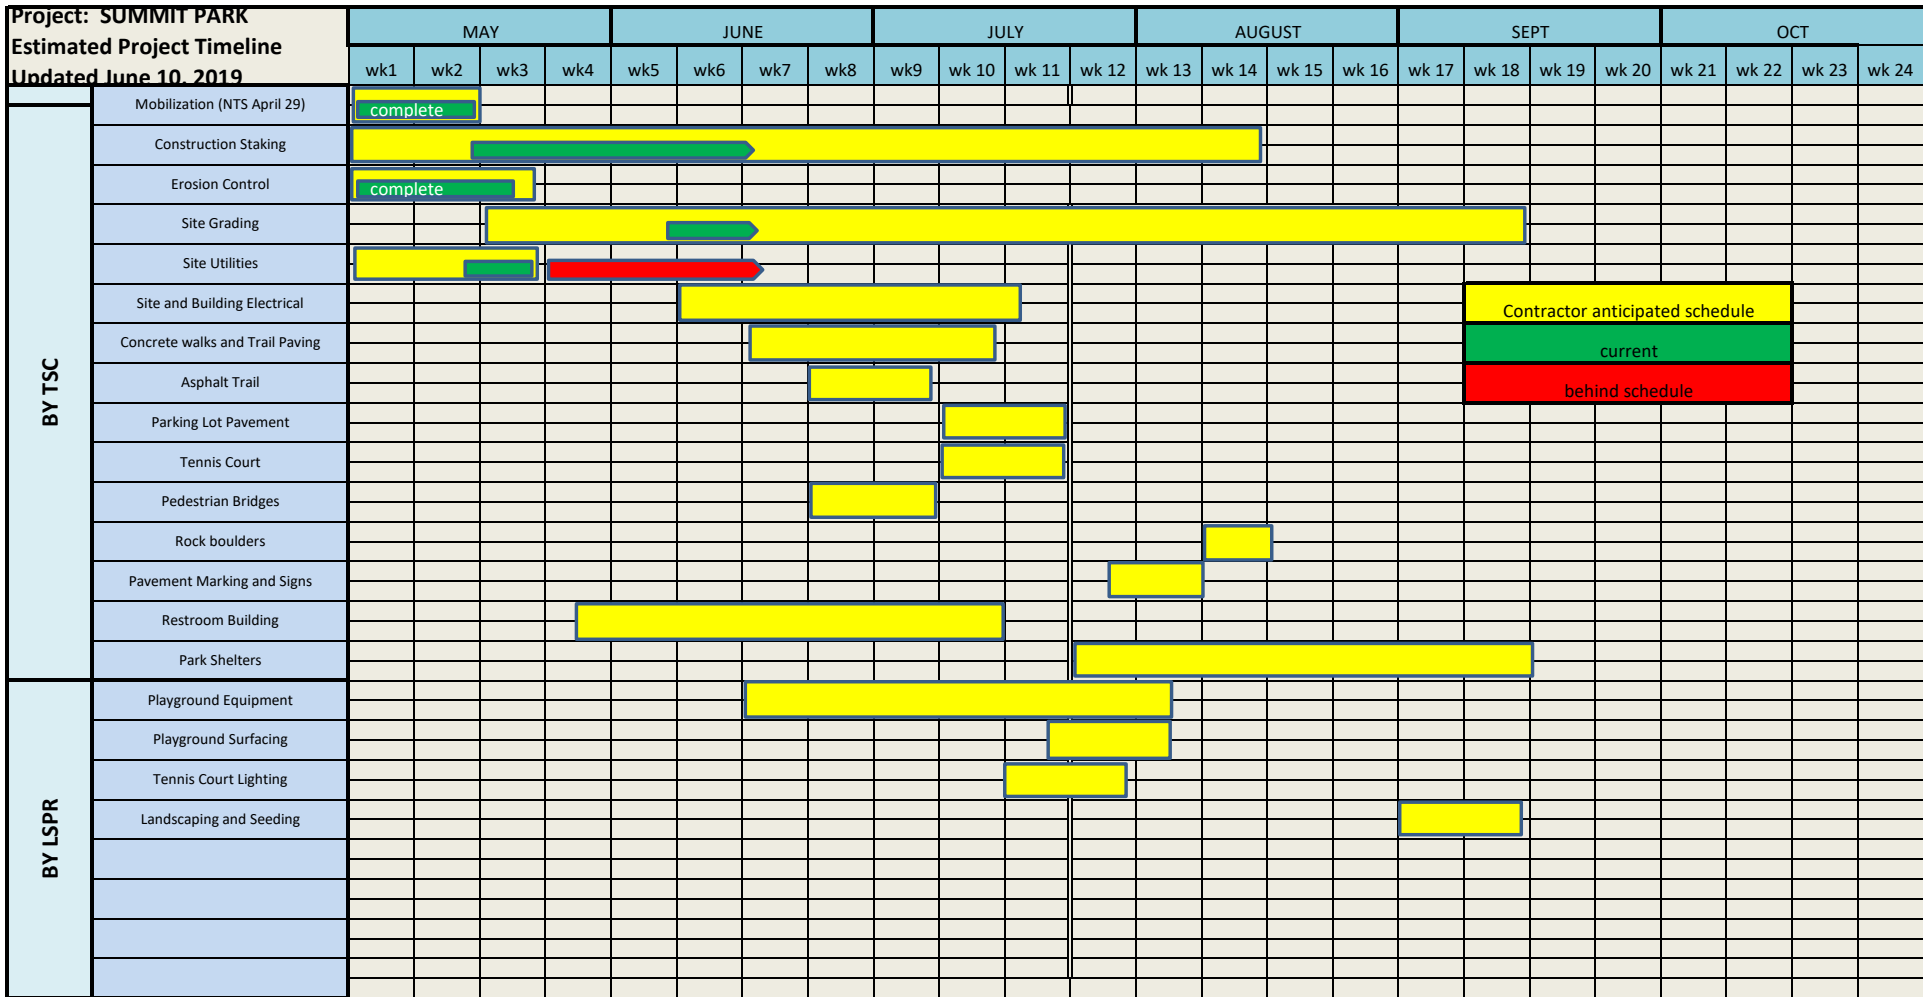 Project: SUMMIT PARK
Estimated Project Timeline
Updated June 10, 2019
MAY JUNE JULY AUGUST SEPT OCT
wk1 wk2 wk3 wk4 wk5 wk6 wk7 wk8 wk9 wk 10 wk 11 wk 12 wk 13 wk 14 wk 15 wk 16 wk 17 wk 18 wk 19 wk 20 wk 21 wk 22 wk 23 wk 24
BY TSC
Mobilization (NTS April 29)
complete
Construction Staking
Erosion Control
complete
Site Grading
Site Utilities
Site and Building Electrical
Contractor anticipated schedule
Concrete walks and Trail Paving
current
Asphalt Trail
behind schedule
Parking Lot Pavement
Tennis Court
Pedestrian Bridges
Rock boulders
Pavement Marking and Signs
Restroom Building
Park Shelters
BY LSPR
Playground Equipment
Playground Surfacing
Tennis Court Lighting
Landscaping and Seeding